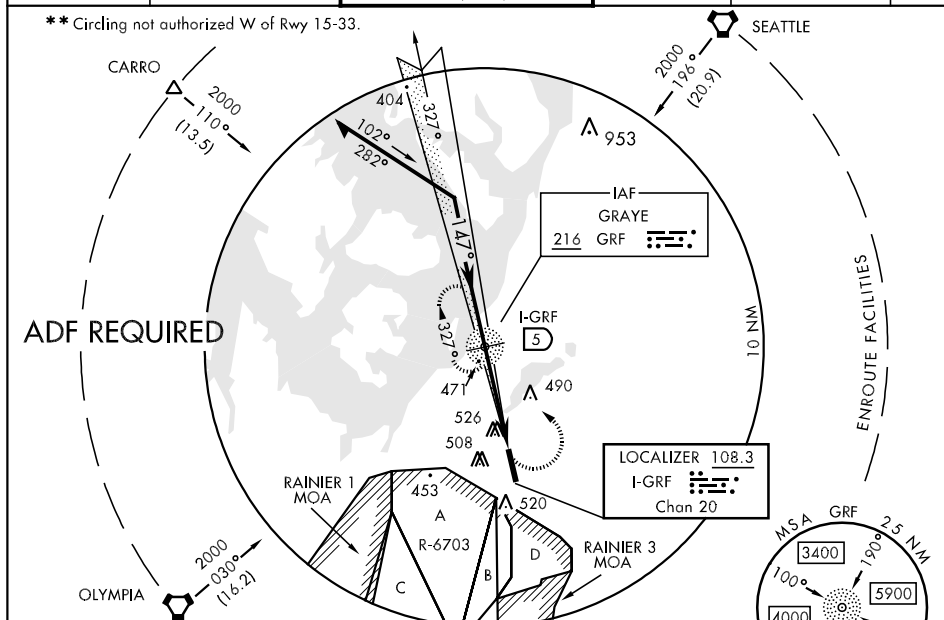 ** Circling not authorized W of Rwy 15-33.
SEATTLE
2000
196°
(20.9)
CARRO
2000
110°
(13.5)
404
327°
102°
282°
953
IAF
GRAYE
216 GRF
147°
ADF REQUIRED
327°
I-GRF
5
10 NM
ENROUTE FACILITIES
471
490
526
508
LOCALIZER 108.3
I-GRF
Chan 20
RAINIER 1
MOA
453
A
R-6703
520
D
C
B
RAINIER 3
MOA
2000
030°
(16.2)
OLYMPIA
MSA GRF 25 NM
3400
190°
100°
5900
4000